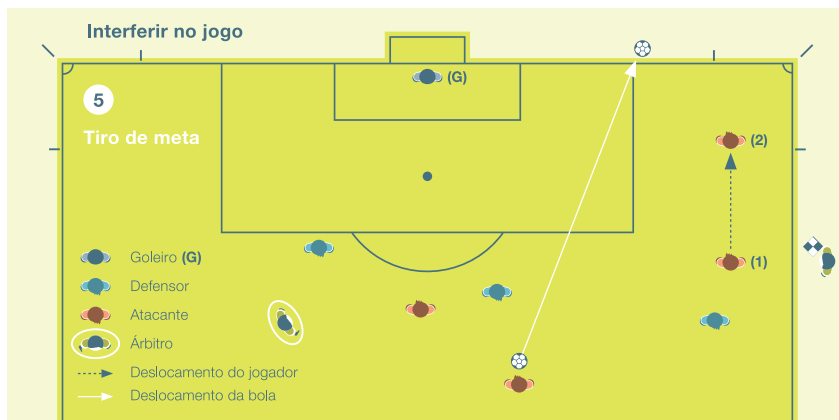 Interferir no jogo
(G)
5
Tiro de meta
(2)
(1)
Goleiro (G)
Defensor
Atacante
Árbitro
Deslocamento do jogador
Deslocamento da bola